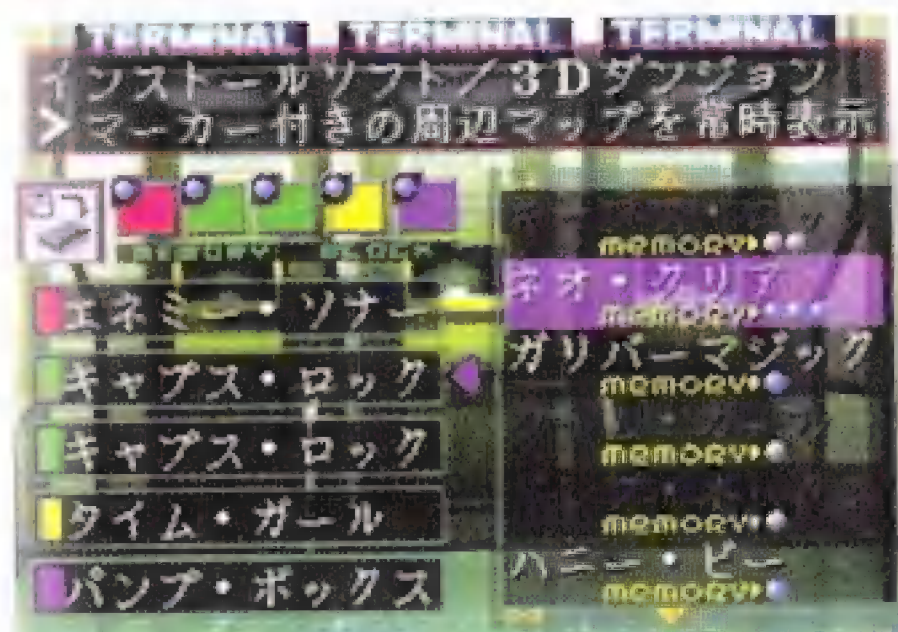 TERMINAL TERMINAL TERMINAL
インストールソフト／3Dダンジョン
>マーカー付きの周辺マップを常時表示
MEMORY BLOCK
エネミー・ソナー
キャプス・ロック
キャプス・ロック
タイム・ガール
パンプ・ボックス
MEMORY
ネオ・クリア
MEMORY
ガリバーマジック
MEMORY
MEMORY
MEMORY
ハニー・ビー
MEMORY